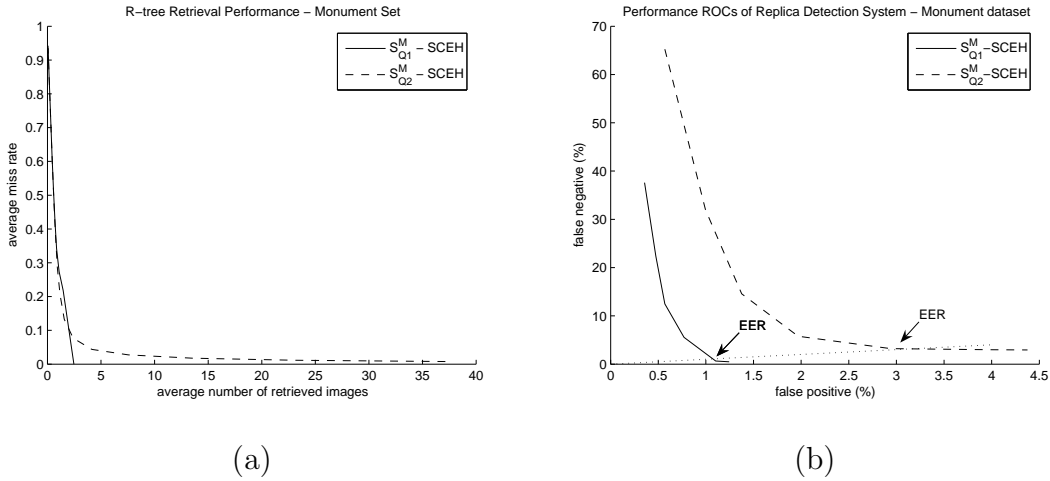 R−tree Retrieval Performance − Monument Set
1
0.9
0.8
0.7
0.6
0.5
0.4
0.3
0.2
0.1
0
average miss rate
S_Q1^M − SCEH
S_Q2^M − SCEH
0 5 10 15 20 25 30 35 40
average number of retrieved images
(a)
Performance ROCs of Replica Detection System − Monument dataset
70
60
50
40
30
20
10
0
false negative (%)
S_Q1^M−SCEH
S_Q2^M−SCEH
EER
EER
0 0.5 1 1.5 2 2.5 3 3.5 4 4.5
false positive (%)
(b)